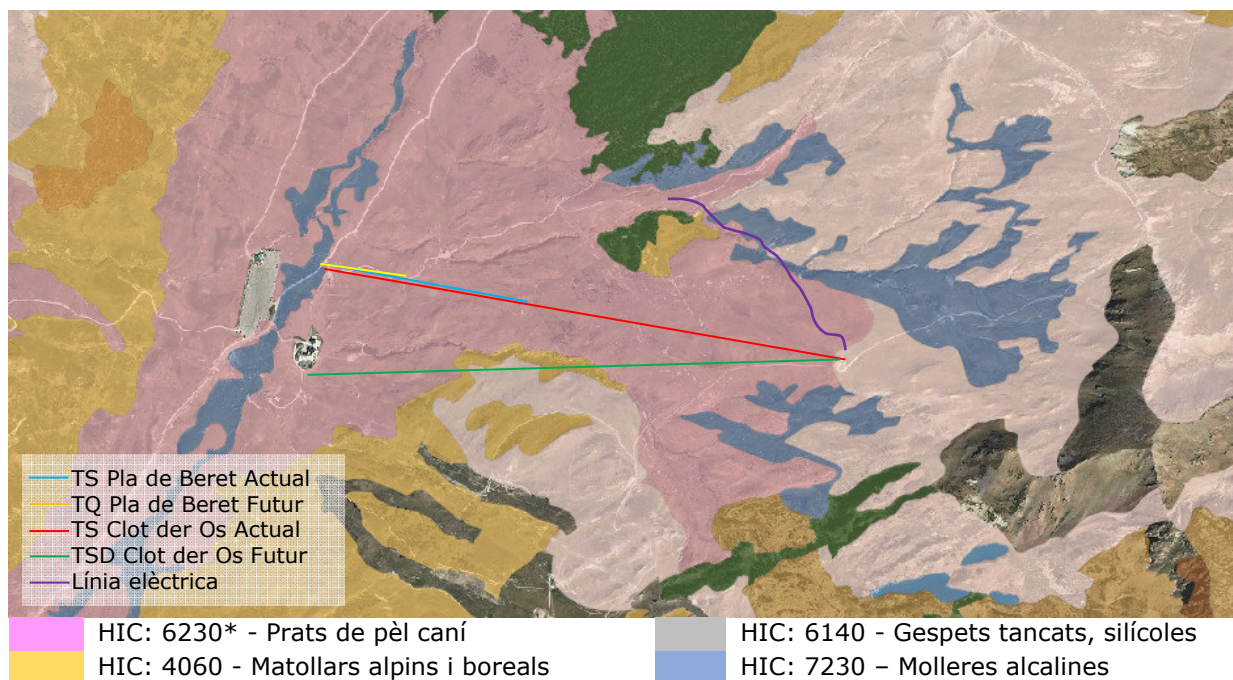 TS Pla de Beret Actual
TQ Pla de Beret Futur
TS Clot der Os Actual
TSD Clot der Os Futur
Línia elèctrica
HIC: 6230* - Prats de pèl caní
HIC: 6140 - Gespets tancats, silícoles
HIC: 4060 - Matollars alpins i boreals
HIC: 7230 – Molleres alcalines